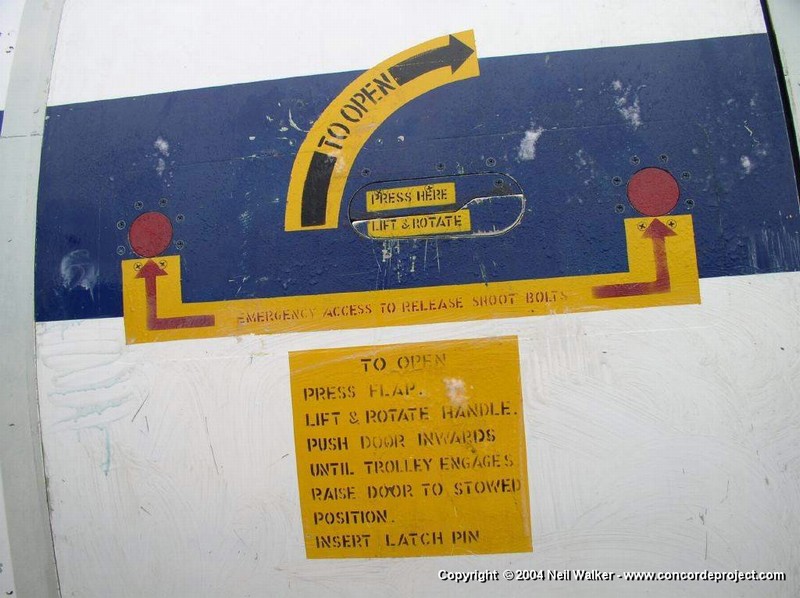 TO OPEN
PRESS HERE
LIFT & ROTATE
EMERGENCY ACCESS TO RELEASE SHOOT BOLTS
TO OPEN
PRESS FLAP.
LIFT & ROTATE HANDLE.
PUSH DOOR INWARDS
UNTIL TROLLEY ENGAGES
RAISE DOOR TO STOWED
POSITION.
INSERT LATCH PIN
Copyright © 2004 Neil Walker - www.concordeproject.com